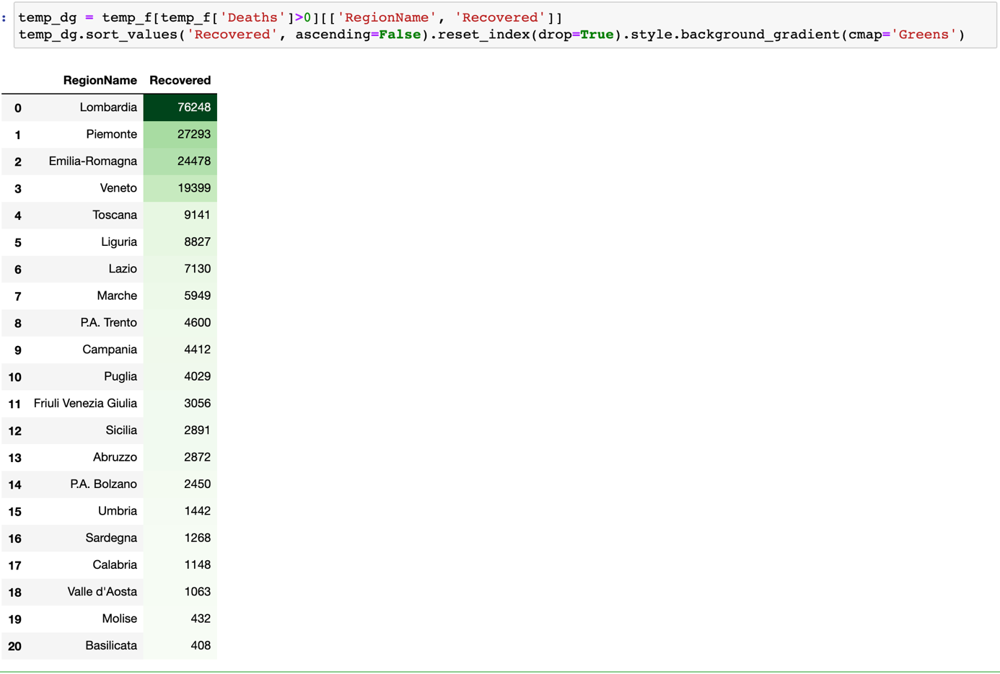 :
temp_dg = temp_f[temp_f['Deaths']>0][['RegionName', 'Recovered']]
temp_dg.sort_values('Recovered', ascending=False).reset_index(drop=True).style.background_gradient(cmap='Greens')
RegionName Recovered
0 Lombardia 76248
1 Piemonte 27293
2 Emilia-Romagna 24478
3 Veneto 19399
4 Toscana 9141
5 Liguria 8827
6 Lazio 7130
7 Marche 5949
8 P.A. Trento 4600
9 Campania 4412
10 Puglia 4029
11 Friuli Venezia Giulia 3056
12 Sicilia 2891
13 Abruzzo 2872
14 P.A. Bolzano 2450
15 Umbria 1442
16 Sardegna 1268
17 Calabria 1148
18 Valle d'Aosta 1063
19 Molise 432
20 Basilicata 408